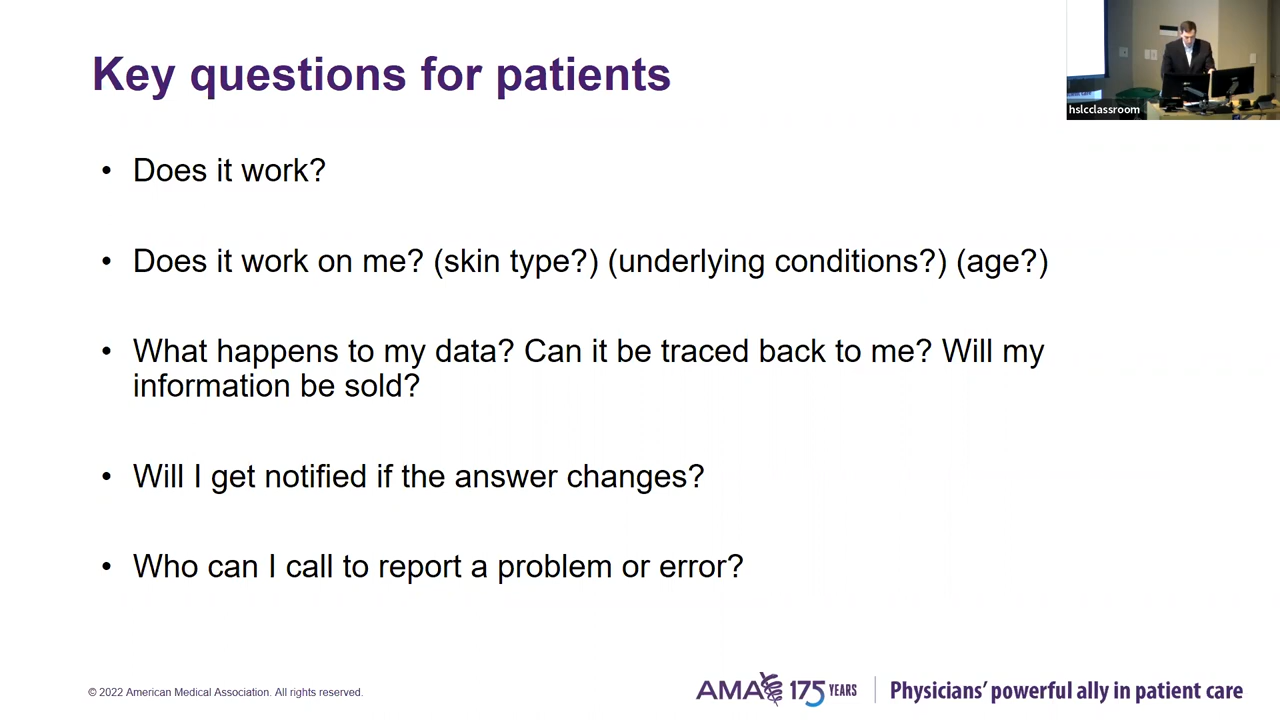 Key questions for patients
hslcclassroom
• Does it work?
• Does it work on me? (skin type?) (underlying conditions?) (age?)
• What happens to my data? Can it be traced back to me? Will my
information be sold?
• Will I get notified if the answer changes?
• Who can I call to report a problem or error?
© 2022 American Medical Association. All rights reserved.
AMA 175 YEARS
Physicians’ powerful ally in patient care